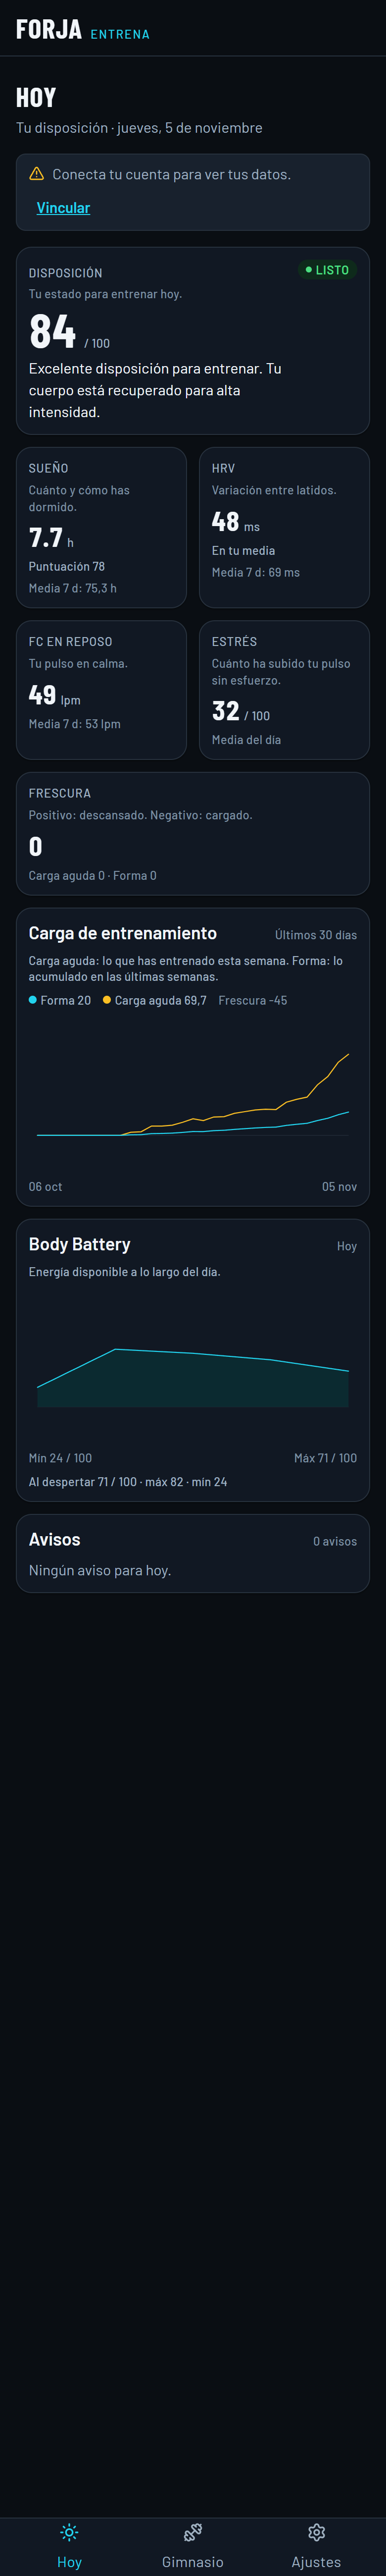 FORJA ENTRENA
HOY
Tu disposición · jueves, 5 de noviembre
Conecta tu cuenta para ver tus datos.
Vincular
DISPOSICIÓN
LISTO
Tu estado para entrenar hoy.
84 / 100
Excelente disposición para entrenar. Tu
cuerpo está recuperado para alta
intensidad.
SUEÑO
Cuánto y cómo has
dormido.
7.7 h
Puntuación 78
Media 7 d: 75,3 h
HRV
Variación entre latidos.
48 ms
En tu media
Media 7 d: 69 ms
FC EN REPOSO
Tu pulso en calma.
49 lpm
Media 7 d: 53 lpm
ESTRÉS
Cuánto ha subido tu pulso
sin esfuerzo.
32 / 100
Media del día
FRESCURA
Positivo: descansado. Negativo: cargado.
0
Carga aguda 0 · Forma 0
Carga de entrenamiento
Últimos 30 días
Carga aguda: lo que has entrenado esta semana. Forma: lo
acumulado en las últimas semanas.
Forma 20 Carga aguda 69,7 Frescura -45
06 oct
05 nov
Body Battery
Hoy
Energía disponible a lo largo del día.
Mín 24 / 100
Máx 71 / 100
Al despertar 71 / 100 · máx 82 · mín 24
Avisos
0 avisos
Ningún aviso para hoy.
Hoy
Gimnasio
Ajustes